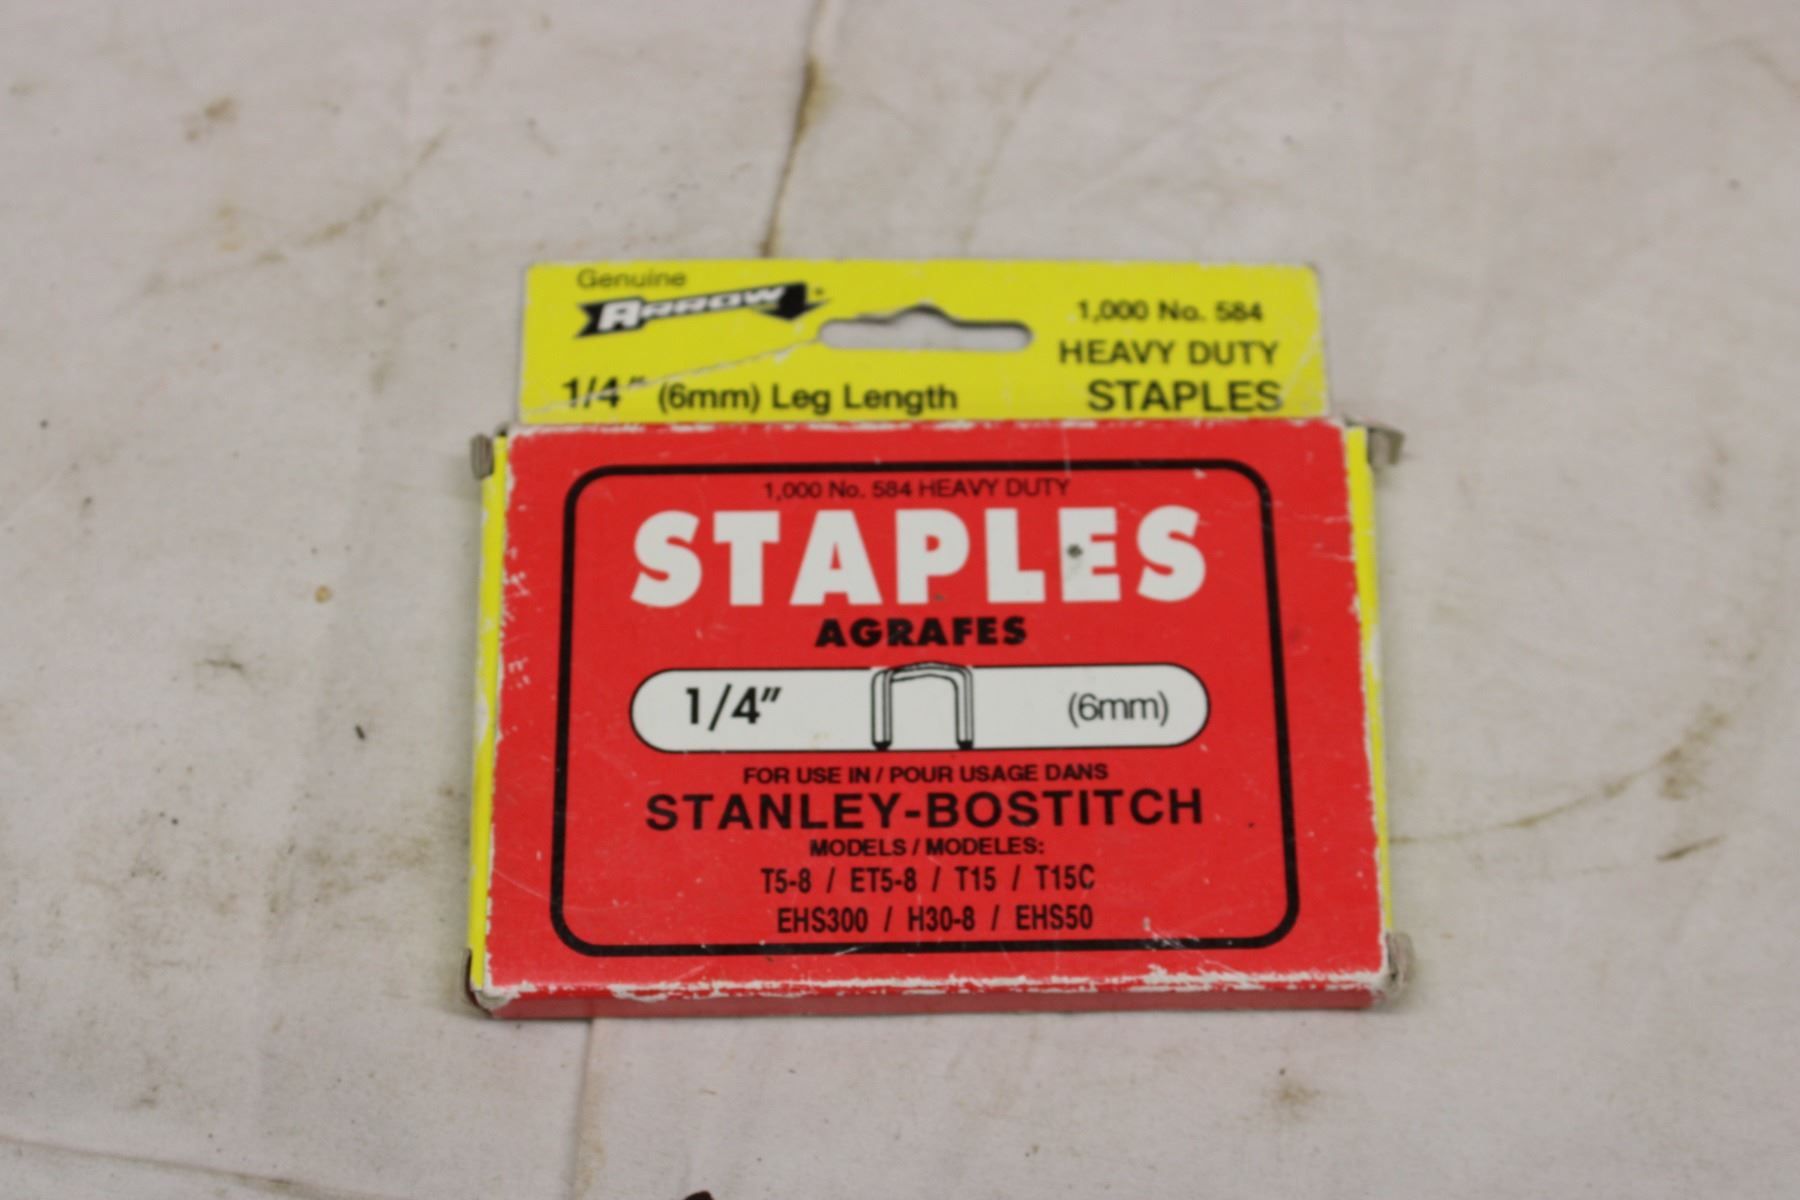 Genuine
ARROW
1,000 No. 584
HEAVY DUTY
1/4" (6mm) Leg Length
STAPLES
1,000 No. 584 HEAVY DUTY
STAPLES
AGRAFES
1/4" (6mm)
FOR USE IN / POUR USAGE DANS
STANLEY-BOSTITCH
MODELS / MODELES:
T5-8 / ET5-8 / T15 / T15C
EHS300 / H30-8 / EHS50